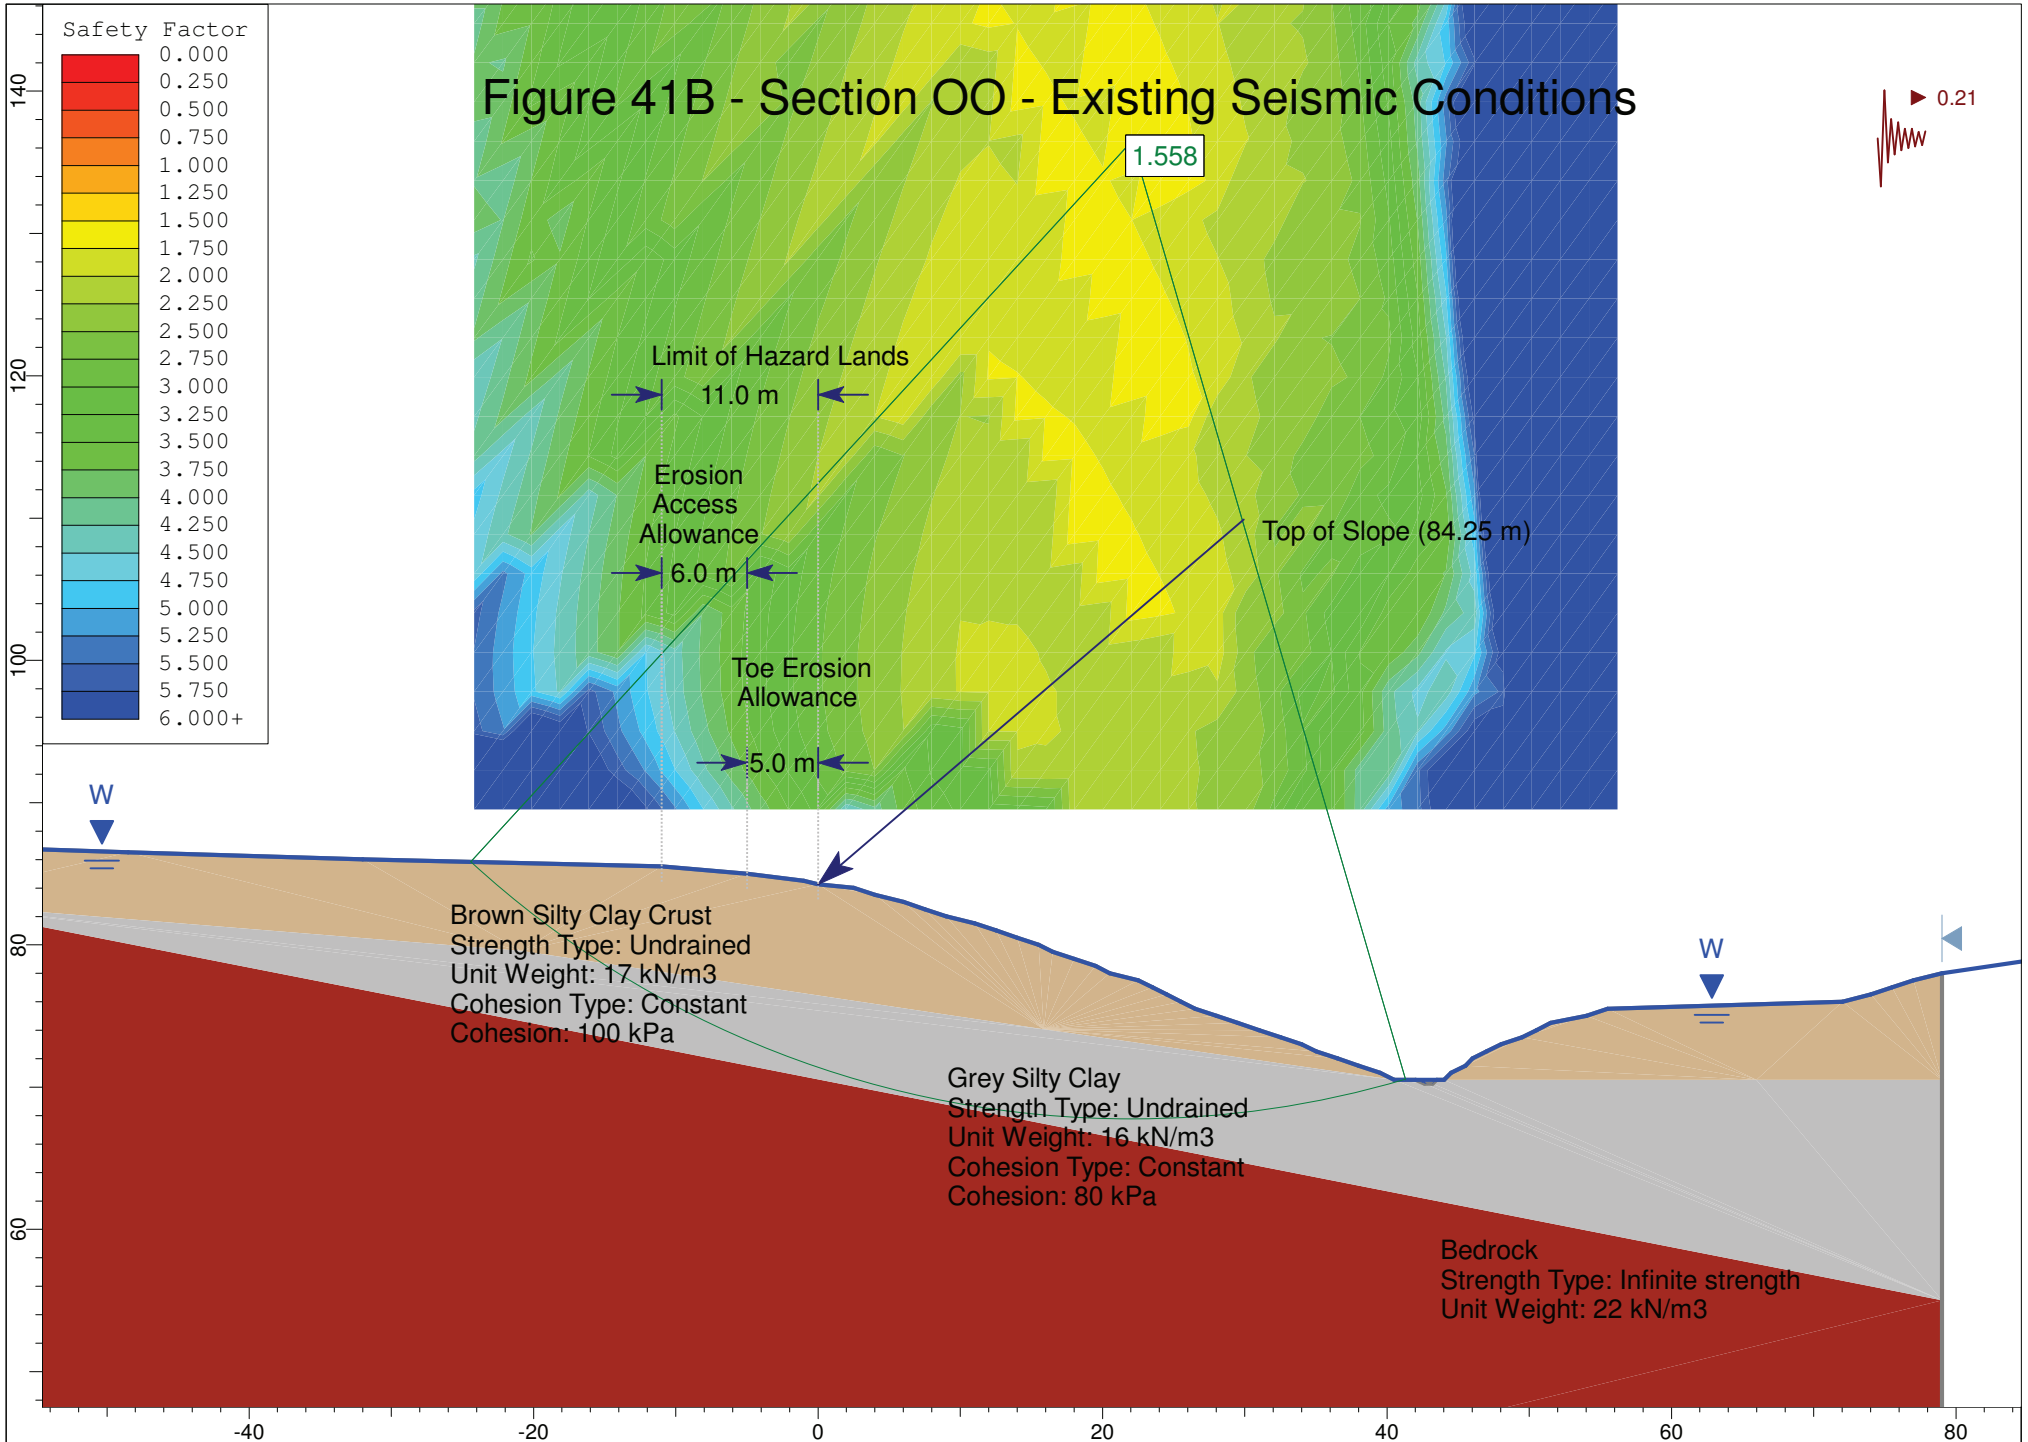 Safety Factor
0.000
0.250
0.500
0.750
1.000
1.250
1.500
1.750
2.000
2.250
2.500
2.750
3.000
3.250
3.500
3.750
4.000
4.250
4.500
4.750
5.000
5.250
5.500
5.750
6.000+
Figure 41B - Section OO - Existing Seismic Conditions
0.21
1.558
Limit of Hazard Lands
11.0 m
Erosion
Access
Allowance
6.0 m
Top of Slope (84.25 m)
Toe Erosion
Allowance
5.0 m
W
W
Brown Silty Clay Crust
Strength Type: Undrained
Unit Weight: 17 kN/m3
Cohesion Type: Constant
Cohesion: 100 kPa
Grey Silty Clay
Strength Type: Undrained
Unit Weight: 16 kN/m3
Cohesion Type: Constant
Cohesion: 80 kPa
Bedrock
Strength Type: Infinite strength
Unit Weight: 22 kN/m3
140
120
100
80
60
-40
-20
0
20
40
60
80